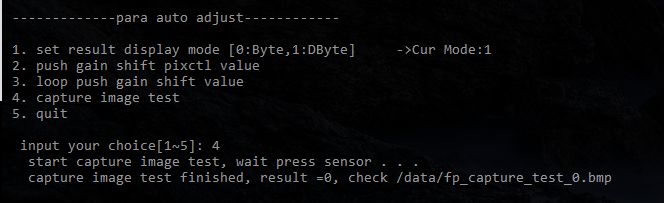 -------------para auto adjust------------
1. set result display mode [0:Byte,1:DByte]     ->Cur Mode:1
2. push gain shift pixctl value
3. loop push gain shift value
4. capture image test
5. quit
input your choice[1~5]: 4
start capture image test, wait press sensor . . .
capture image test finished, result =0, check /data/fp_capture_test_0.bmp